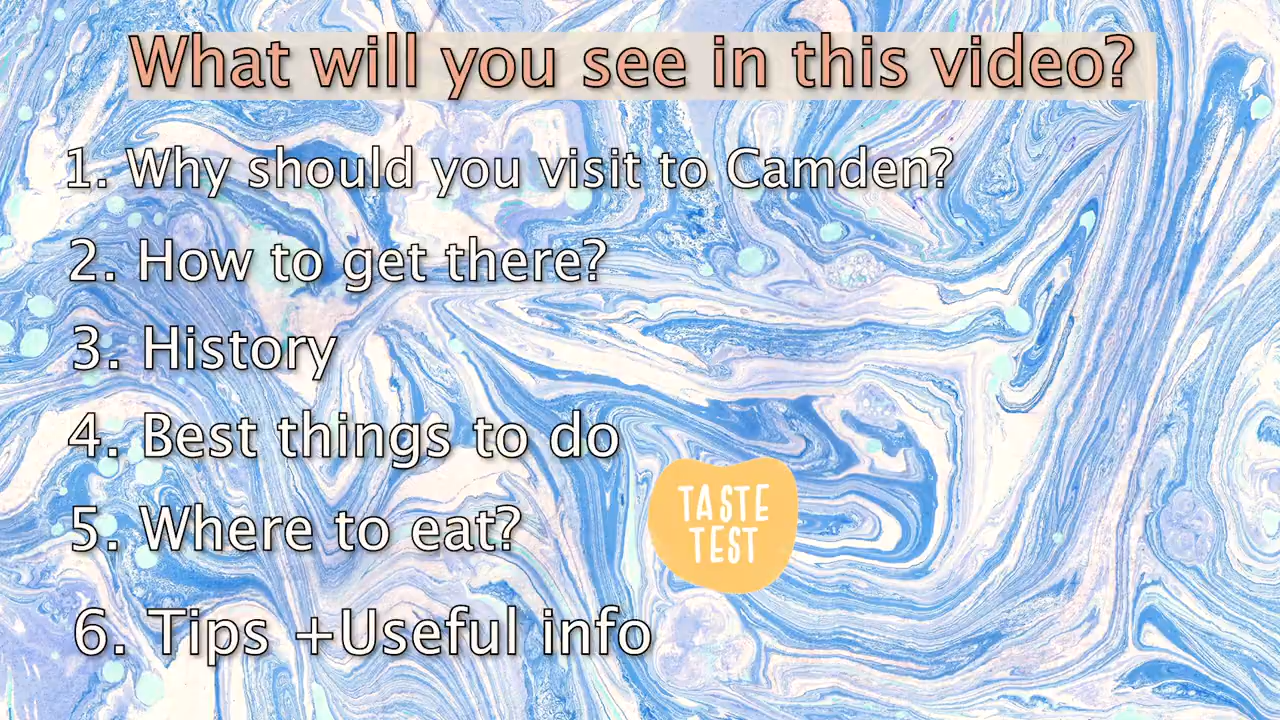 What will you see in this video?
1. Why should you visit to Camden?
2. How to get there?
3. History
4. Best things to do
5. Where to eat?
TASTE
TEST
6. Tips +Useful info